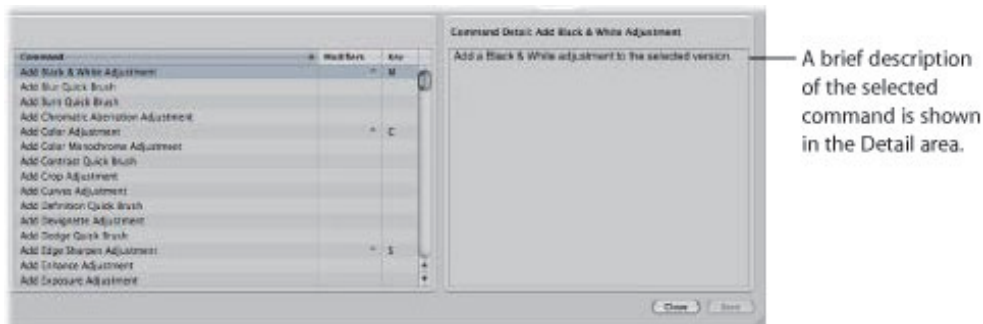 Command Detail: Add Black & White Adjustment
Command Modifiers Key
Add a Black & White adjustment to the selected version.
Add Black & White Adjustment ^ M
Add Blur Quick Brush
Add Burn Quick Brush
Add Chromatic Aberration Adjustment
Add Color Adjustment ^ C
Add Color Monochrome Adjustment
Add Contrast Quick Brush
Add Crop Adjustment
Add Curves Adjustment
Add Definition Quick Brush
Add Devignette Adjustment
Add Dodge Quick Brush
Add Edge Sharpen Adjustment ^ S
Add Enhance Adjustment
Add Exposure Adjustment
Close Save
A brief description
of the selected
command is shown
in the Detail area.